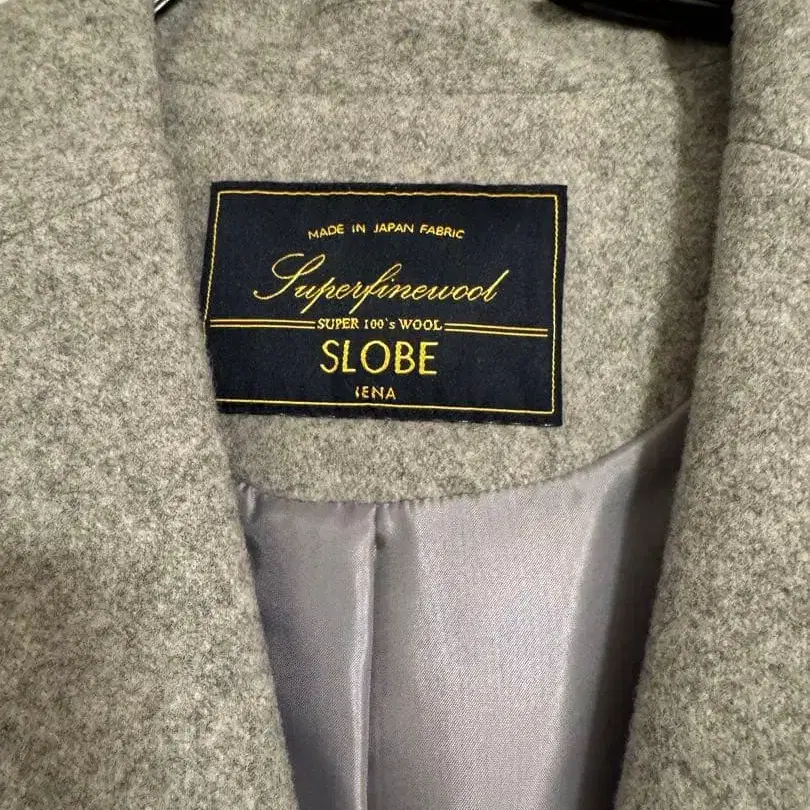 MADE IN JAPAN FABRIC
Superfinewool
SUPER 100's WOOL
SLOBE
IENA